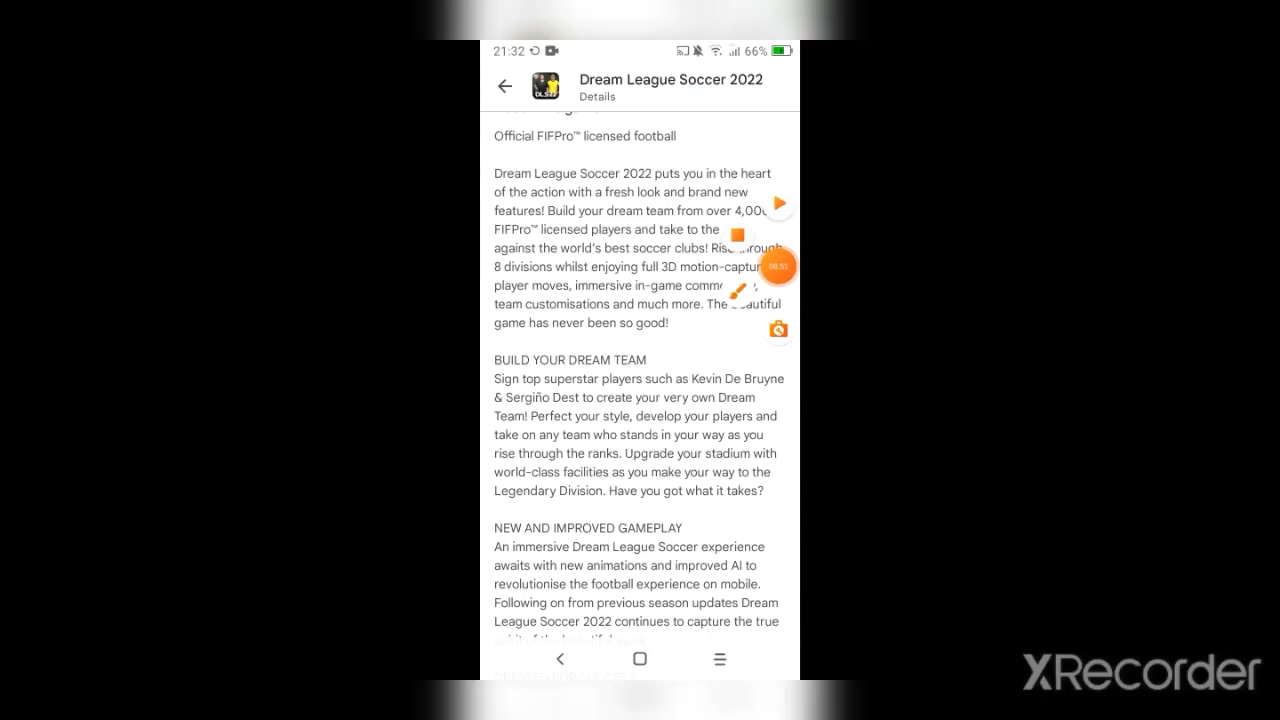 21:32
66%
Dream League Soccer 2022
Details
Official FIFPro™ licensed football
Dream League Soccer 2022 puts you in the heart
of the action with a fresh look and brand new
features! Build your dream team from over 4,00
FIFPro™ licensed players and take to the
against the world's best soccer clubs! Rise through
8 divisions whilst enjoying full 3D motion-captur
player moves, immersive in-game comme
team customisations and much more. The beautiful
game has never been so good!
08:53
BUILD YOUR DREAM TEAM
Sign top superstar players such as Kevin De Bruyne
& Sergiño Dest to create your very own Dream
Team! Perfect your style, develop your players and
take on any team who stands in your way as you
rise through the ranks. Upgrade your stadium with
world-class facilities as you make your way to the
Legendary Division. Have you got what it takes?
NEW AND IMPROVED GAMEPLAY
An immersive Dream League Soccer experience
awaits with new animations and improved AI to
revolutionise the football experience on mobile.
Following on from previous season updates Dream
League Soccer 2022 continues to capture the true
XRecorder